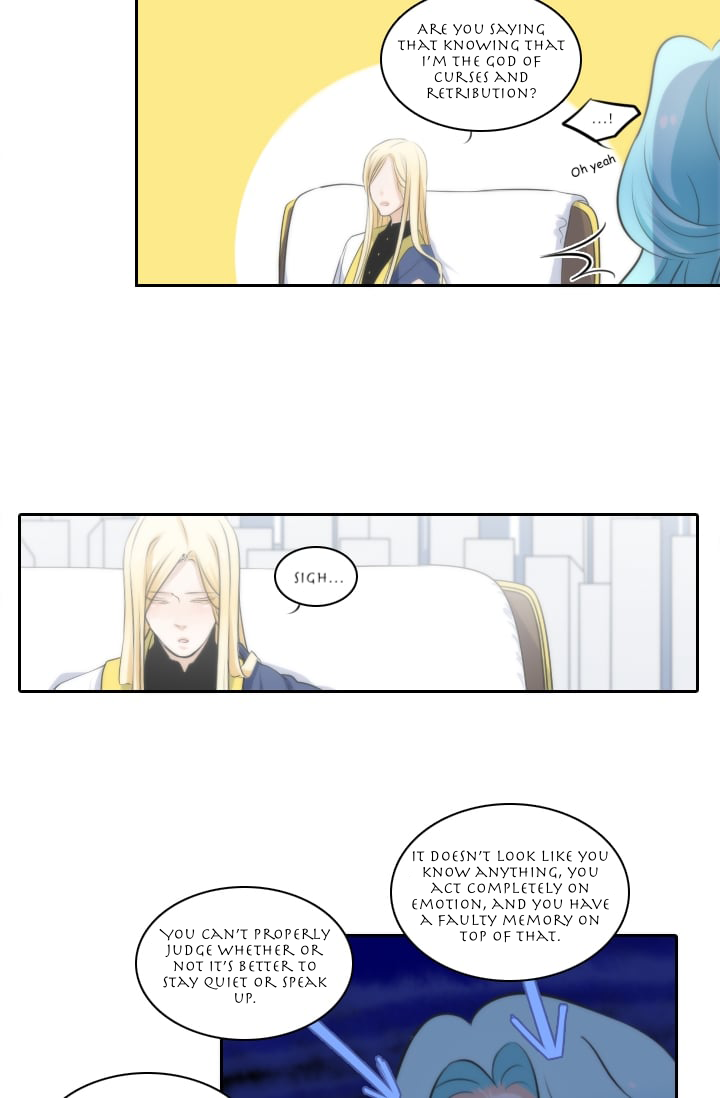 ARE YOU SAYING
THAT KNOWING THAT
I'M THE GOD OF
CURSES AND
RETRIBUTION?
...!
Oh yeah
SIGH...
IT DOESN'T LOOK LIKE YOU
KNOW ANYTHING, YOU
ACT COMPLETELY ON
EMOTION, AND YOU HAVE
A FAULTY MEMORY ON
TOP OF THAT.
YOU CAN'T PROPERLY
JUDGE WHETHER OR
NOT IT'S BETTER TO
STAY QUIET OR SPEAK
UP.